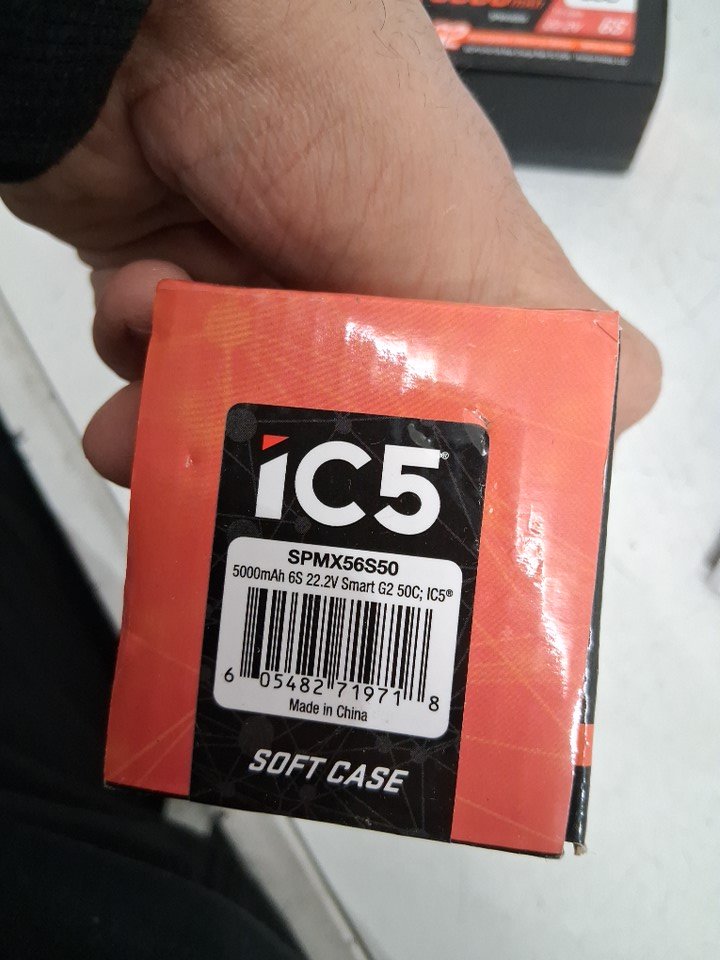 6S
iC5®
SPMX56S50
5000mAh 6S 22.2V Smart G2 50C; IC5®
6 05482 71971 8
Made in China
SOFT CASE